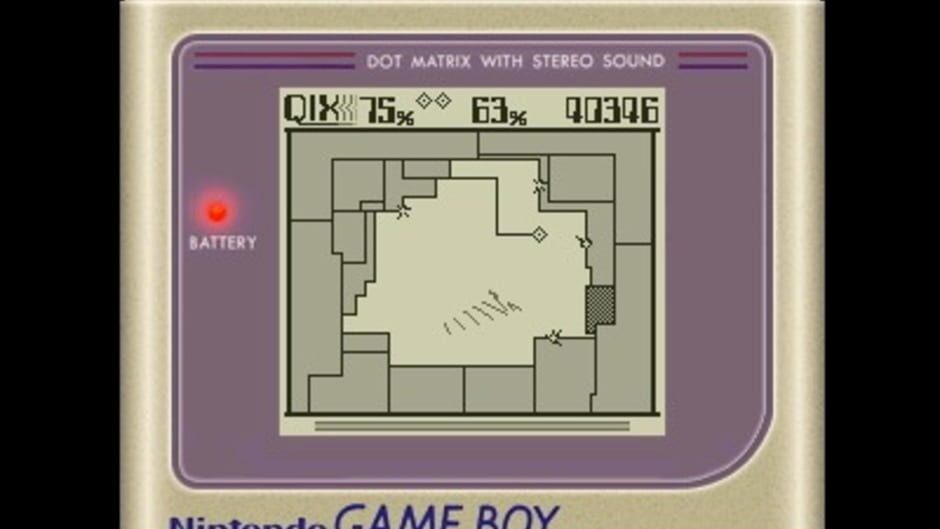 DOT MATRIX WITH STEREO SOUND
QIX 75% 63% 40346
BATTERY
Nintendo GAME BOY